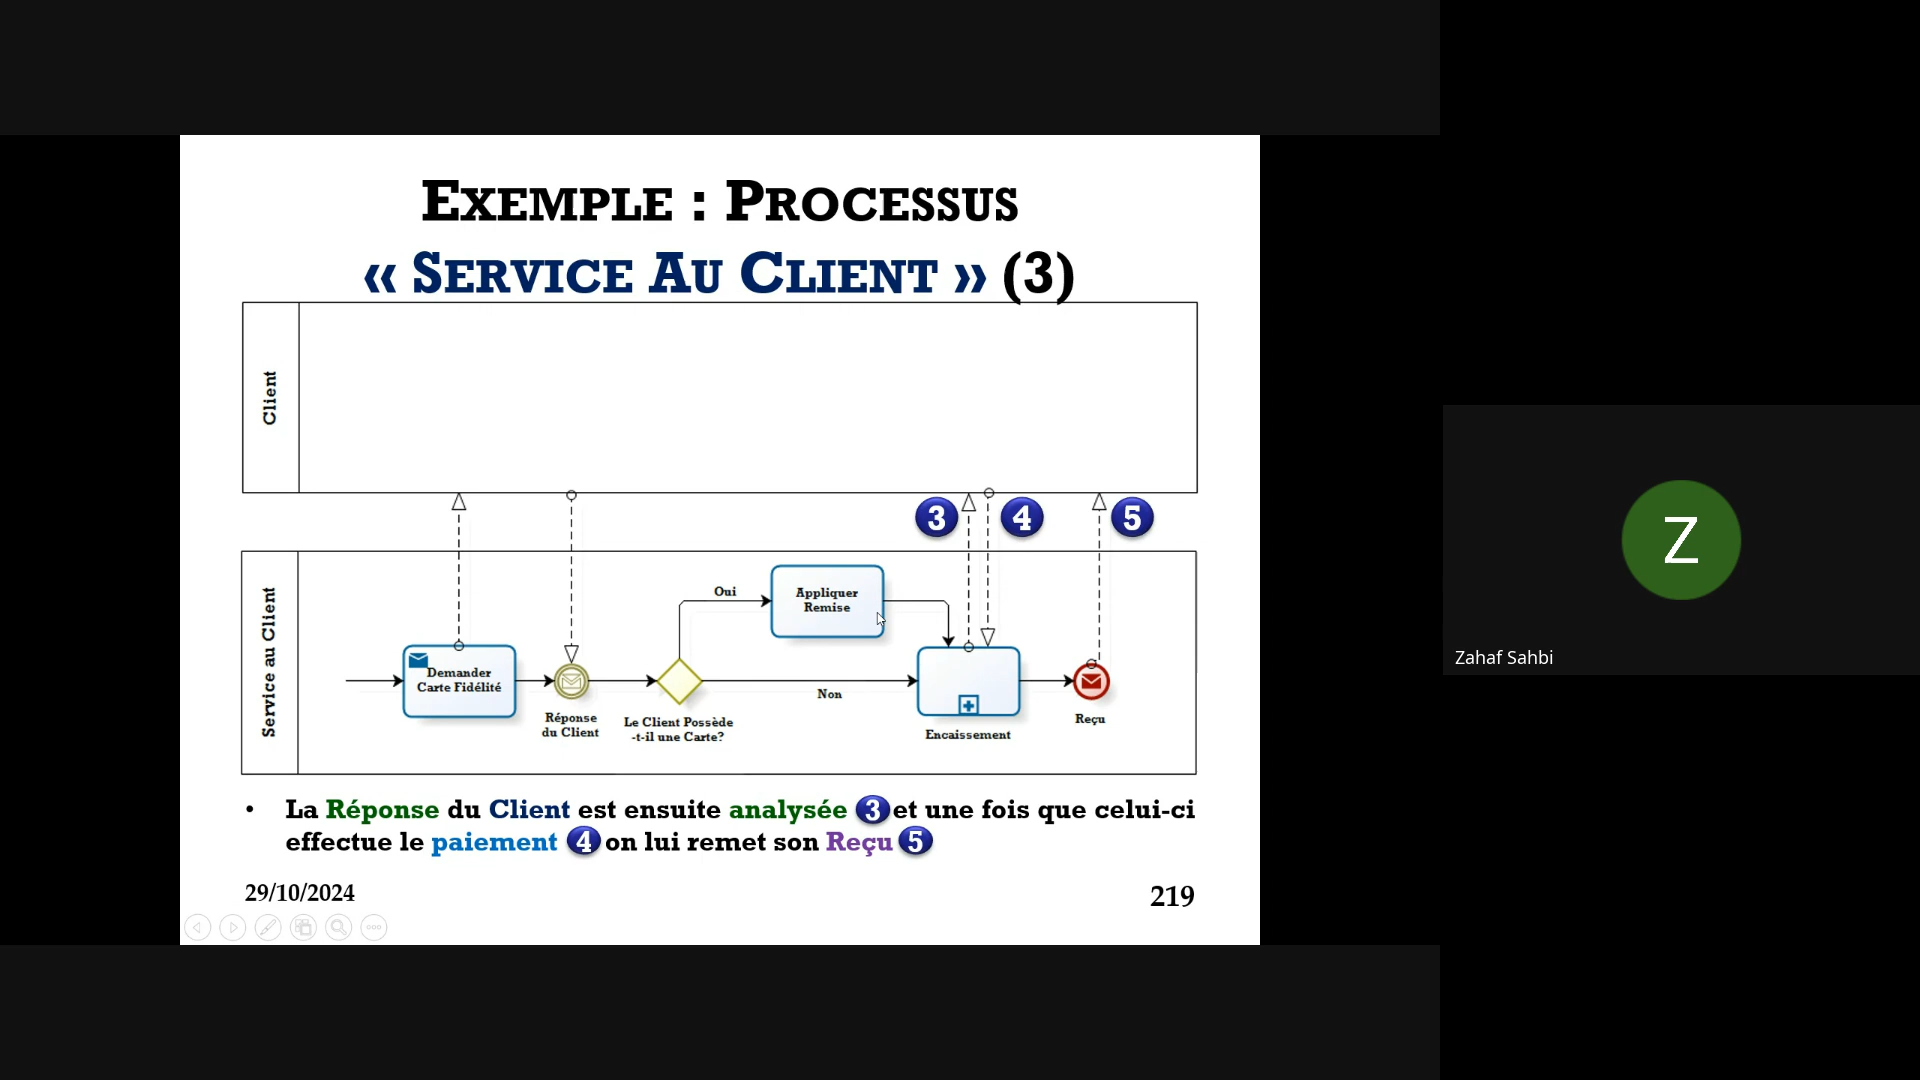 EXEMPLE : PROCESSUS
« SERVICE AU CLIENT » (3)
Client
3
4
5
Service au Client
Demander
Carte Fidélité
Réponse
du Client
Le Client Possède
-t-il une Carte?
Oui
Appliquer
Remise
Non
Encaissement
Reçu
• La Réponse du Client est ensuite analysée 3 et une fois que celui-ci
effectue le paiement 4 on lui remet son Reçu 5
29/10/2024
219
Z
Zahaf Sahbi